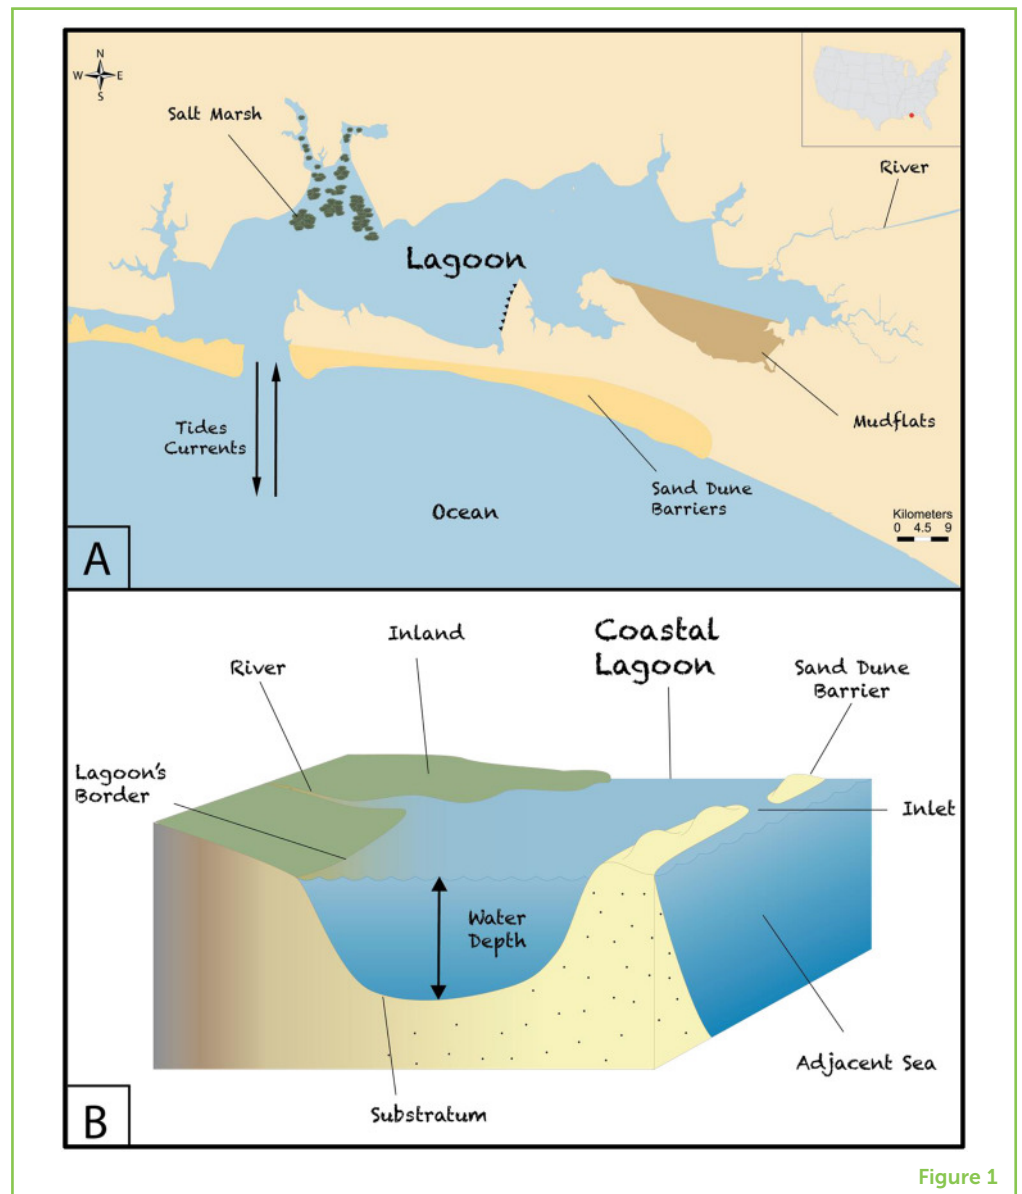 N
W E
S
Salt Marsh
River
Lagoon
Tides
Currents
Mudflats
Sand Dune
Barriers
Ocean
Kilometers
0 4.5 9
A
Inland
Coastal
Lagoon
River
Sand Dune
Barrier
Lagoon's
Border
Inlet
Water
Depth
Adjacent Sea
Substratum
B
Figure 1